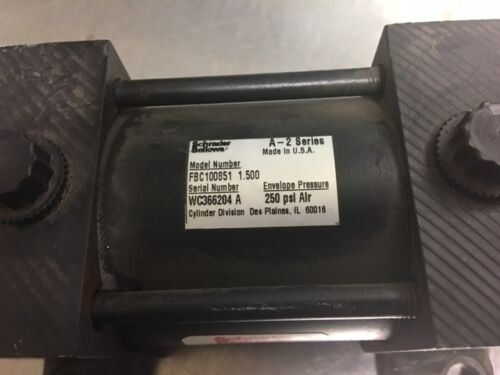 Schrader Bellows
A-2 Series
Made in U.S.A.
Model Number
FBC100851 1.500
Serial Number Envelope Pressure
WC366204 A 250 psi Air
Cylinder Division Des Plaines, IL 60016